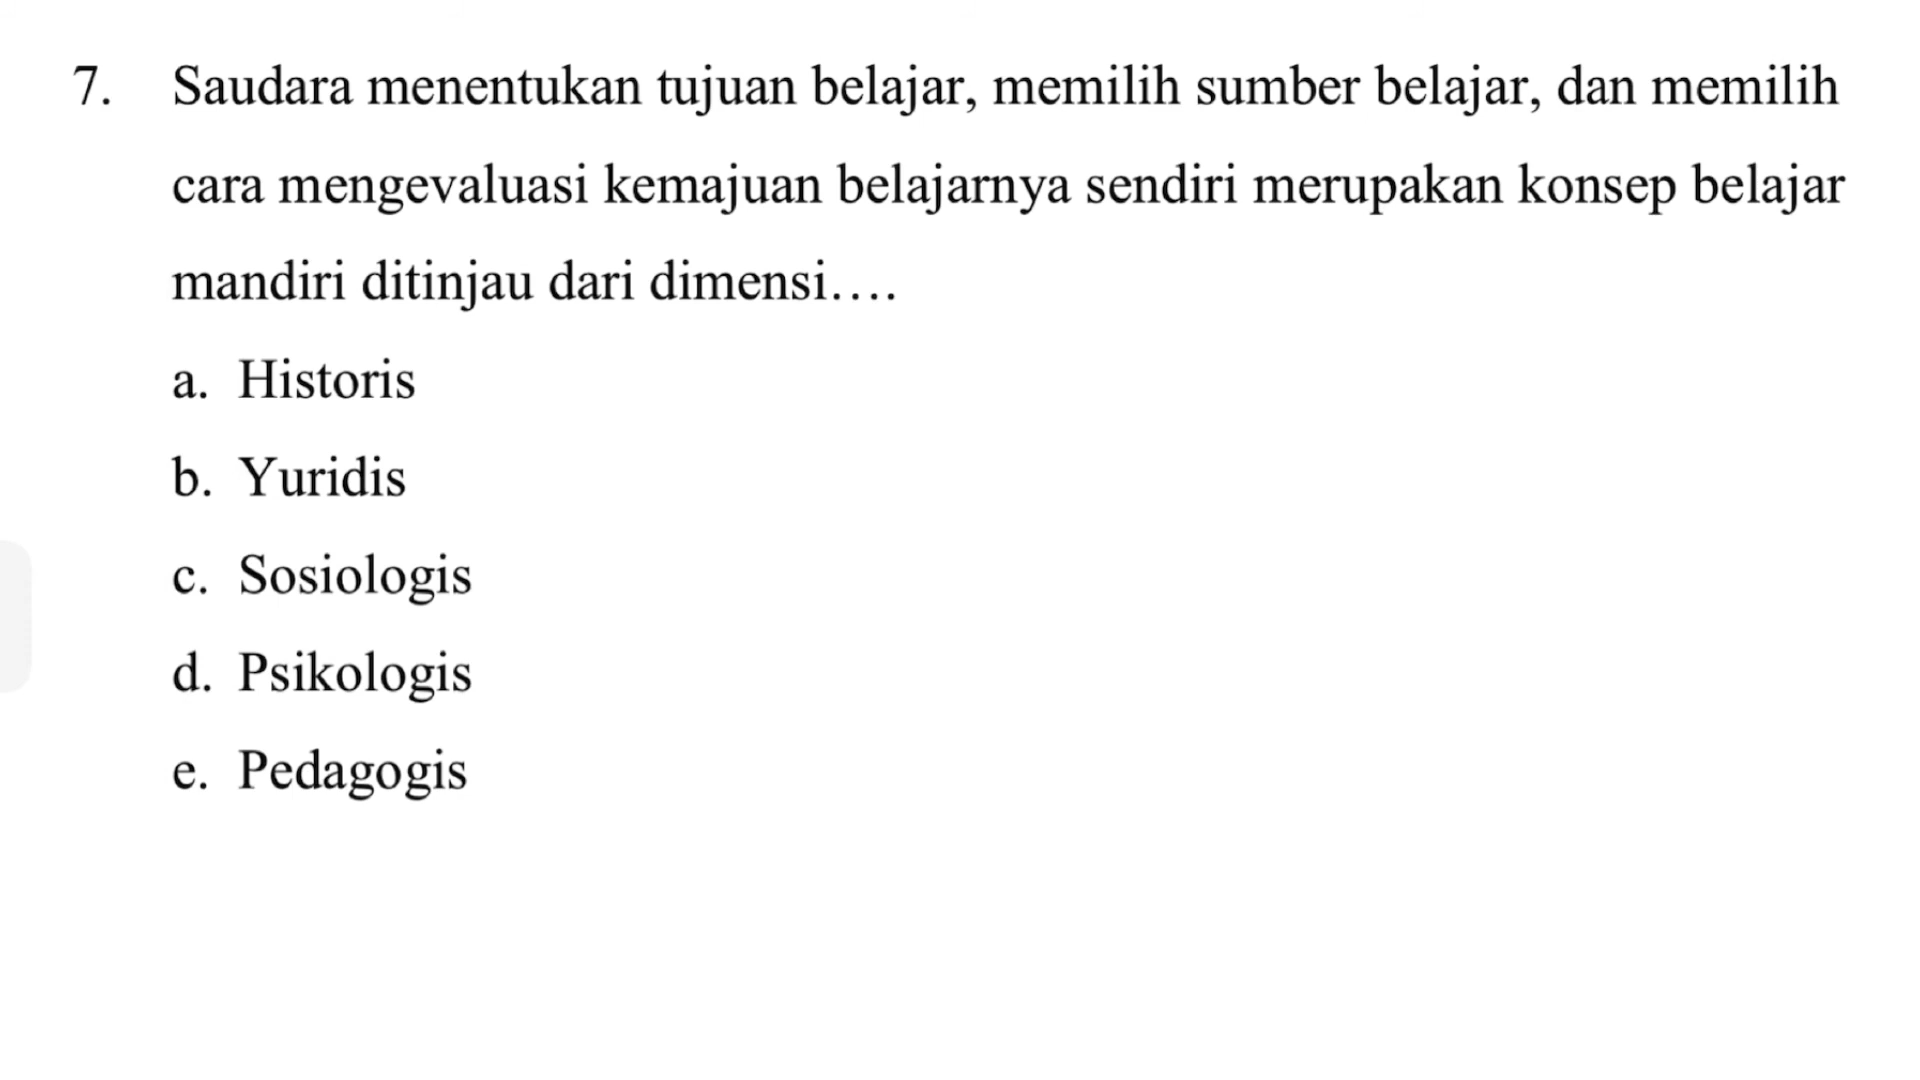 7. Saudara menentukan tujuan belajar, memilih sumber belajar, dan memilih
cara mengevaluasi kemajuan belajarnya sendiri merupakan konsep belajar
mandiri ditinjau dari dimensi….
a. Historis
b. Yuridis
c. Sosiologis
d. Psikologis
e. Pedagogis